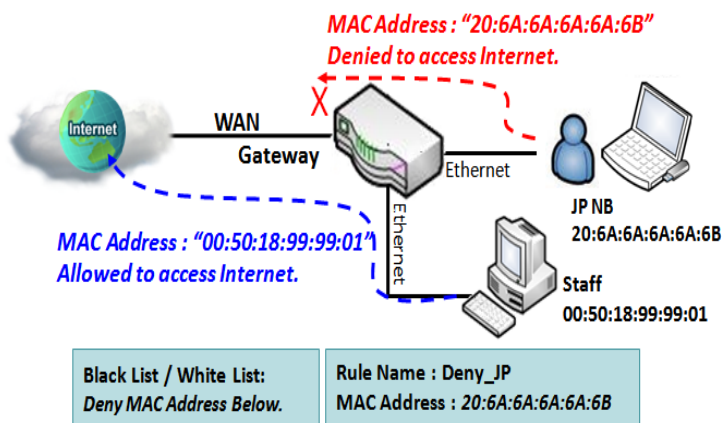 MAC Address : “20:6A:6A:6A:6A:6B”
Denied to access Internet.
X
Internet
WAN
Gateway
Ethernet
Ethernet
JP NB
20:6A:6A:6A:6A:6B
MAC Address : “00:50:18:99:99:01”
Allowed to access Internet.
Staff
00:50:18:99:99:01
Black List / White List:
Deny MAC Address Below.
Rule Name : Deny_JP
MAC Address : 20:6A:6A:6A:6A:6B